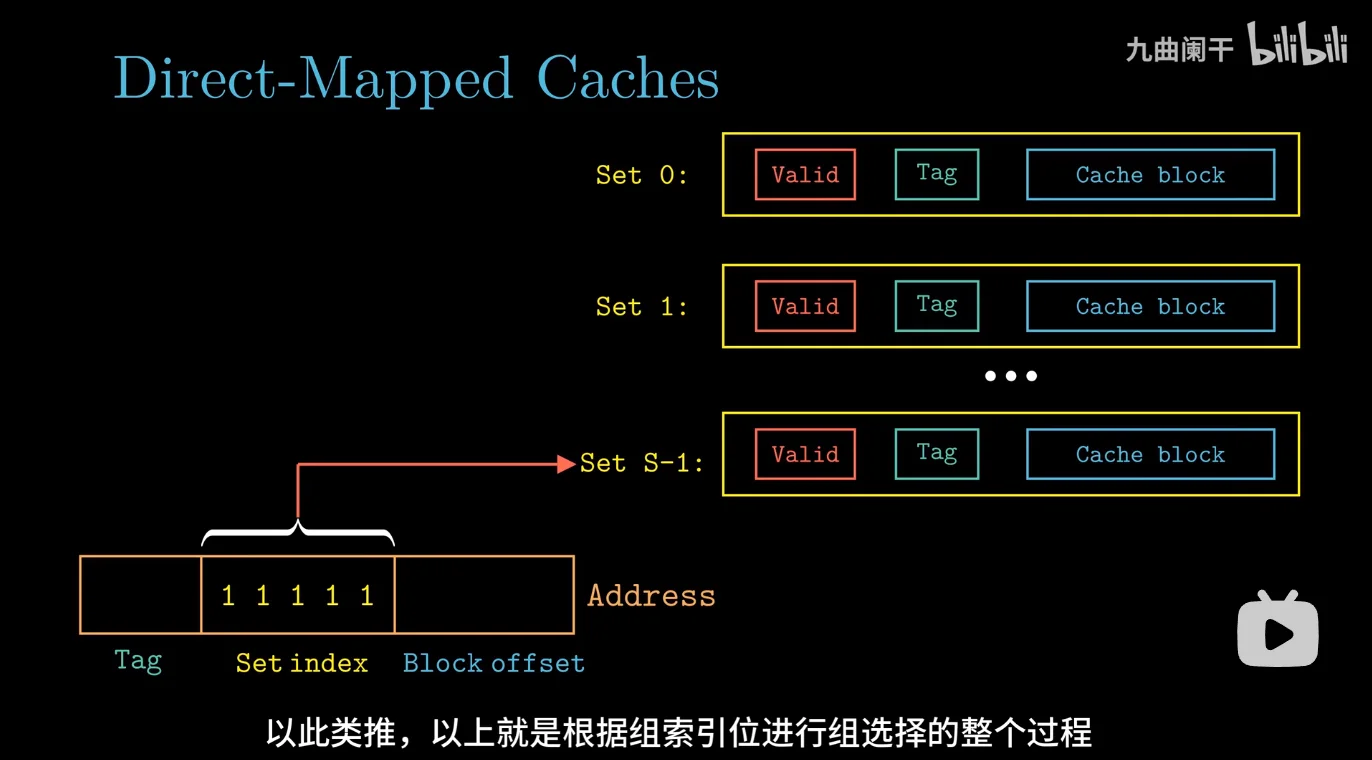 九曲阑干 bilibili
Direct-Mapped Caches
Set 0: Valid Tag Cache block
Set 1: Valid Tag Cache block
•••
Set S-1: Valid Tag Cache block
1 1 1 1 1 Address
Tag Set index Block offset
以此类推，以上就是根据组索引位进行组选择的整个过程